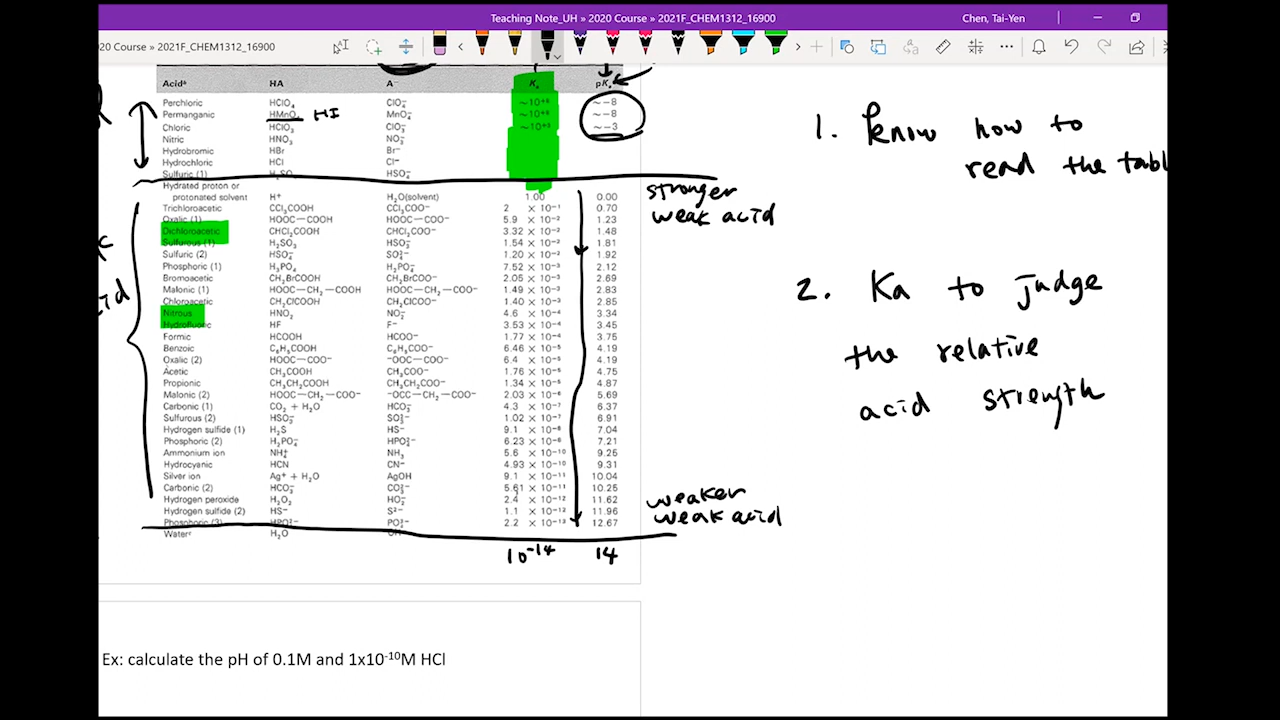 Teaching_Note_UH » 2020 Course » 2021F_CHEM1312_16900
Chen, Tai-Yen
20 Course » 2021F_CHEM1312_16900
Acidᵃ HA A⁻ Kₐ pKₐ
Perchloric HClO₄ ClO₄⁻ ~10⁺⁸ ~−8
Permanganic HMnO₄ HI MnO₄⁻ ~10⁺⁸ ~−8
Chloric HClO₃ ClO₃⁻ ~10⁺³ ~−3
Nitric HNO₃ NO₃⁻
Hydrobromic HBr Br⁻
Hydrochloric HCl Cl⁻
Sulfuric (1) H₂SO₄ HSO₄⁻
Hydrated proton or
protonated solvent H⁺ H₂O(solvent) 1.00 0.00
Trichloroacetic CCl₃COOH CCl₃COO⁻ 2 × 10⁻¹ 0.70
Oxalic (1) HOOC—COOH HOOC—COO⁻ 5.9 × 10⁻² 1.23
Dichloroacetic CHCl₂COOH CHCl₂COO⁻ 3.32 × 10⁻² 1.48
Sulfurous (1) H₂SO₃ HSO₃⁻ 1.54 × 10⁻² 1.81
Sulfuric (2) HSO₄⁻ SO₄²⁻ 1.20 × 10⁻² 1.92
Phosphoric (1) H₃PO₄ H₂PO₄⁻ 7.52 × 10⁻³ 2.12
Bromoacetic CH₂BrCOOH CH₂BrCOO⁻ 2.05 × 10⁻³ 2.69
Malonic (1) HOOC—CH₂—COOH HOOC—CH₂—COO⁻ 1.49 × 10⁻³ 2.83
Chloroacetic CH₂ClCOOH CH₂ClCOO⁻ 1.40 × 10⁻³ 2.85
Nitrous HNO₂ NO₂⁻ 4.6 × 10⁻⁴ 3.34
Hydrofluoric HF F⁻ 3.53 × 10⁻⁴ 3.45
Formic HCOOH HCOO⁻ 1.77 × 10⁻⁴ 3.75
Benzoic C₆H₅COOH C₆H₅COO⁻ 6.46 × 10⁻⁵ 4.19
Oxalic (2) HOOC—COO⁻ ⁻OOC—COO⁻ 6.4 × 10⁻⁵ 4.19
Acetic CH₃COOH CH₃COO⁻ 1.76 × 10⁻⁵ 4.75
Propionic CH₃CH₂COOH CH₃CH₂COO⁻ 1.34 × 10⁻⁵ 4.87
Malonic (2) HOOC—CH₂—COO⁻ ⁻OCC—CH₂—COO⁻ 2.03 × 10⁻⁶ 5.69
Carbonic (1) CO₂ + H₂O HCO₃⁻ 4.3 × 10⁻⁷ 6.37
Sulfurous (2) HSO₃⁻ SO₃²⁻ 1.02 × 10⁻⁷ 6.91
Hydrogen sulfide (1) H₂S HS⁻ 9.1 × 10⁻⁸ 7.04
Phosphoric (2) H₂PO₄⁻ HPO₄²⁻ 6.23 × 10⁻⁸ 7.21
Ammonium ion NH₄⁺ NH₃ 5.6 × 10⁻¹⁰ 9.25
Hydrocyanic HCN CN⁻ 4.93 × 10⁻¹⁰ 9.31
Silver ion Ag⁺ + H₂O AgOH 9.1 × 10⁻¹¹ 10.04
Carbonic (2) HCO₃⁻ CO₃²⁻ 5.61 × 10⁻¹¹ 10.25
Hydrogen peroxide H₂O₂ HO₂⁻ 2.4 × 10⁻¹² 11.62
Hydrogen sulfide (2) HS⁻ S²⁻ 1.1 × 10⁻¹² 11.96
Phosphoric (3) HPO₄²⁻ PO₄³⁻ 2.2 × 10⁻¹³ 12.67
Waterᶜ H₂O OH⁻
10⁻¹⁴ 14
stronger
weak acid
weaker
weak acid
1. know how to
read the tabl
2. Ka to judge
the relative
acid strength
Ex: calculate the pH of 0.1M and 1x10⁻¹⁰M HCl